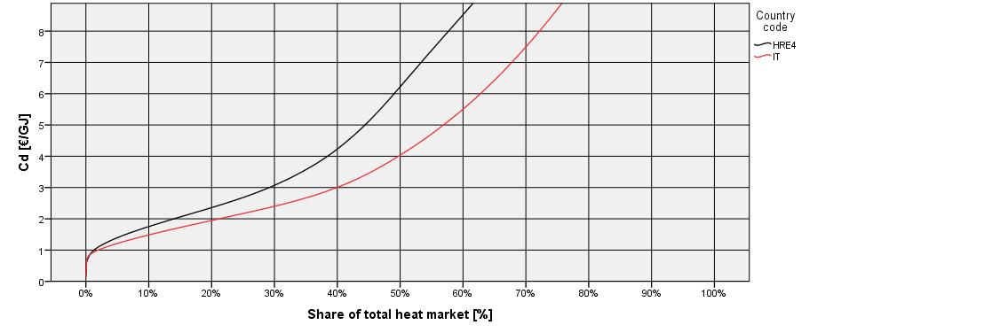 Country
code
HRE4
IT
Cd [€/GJ]
8
7
6
5
4
3
2
1
0
0% 10% 20% 30% 40% 50% 60% 70% 80% 90% 100%
Share of total heat market [%]